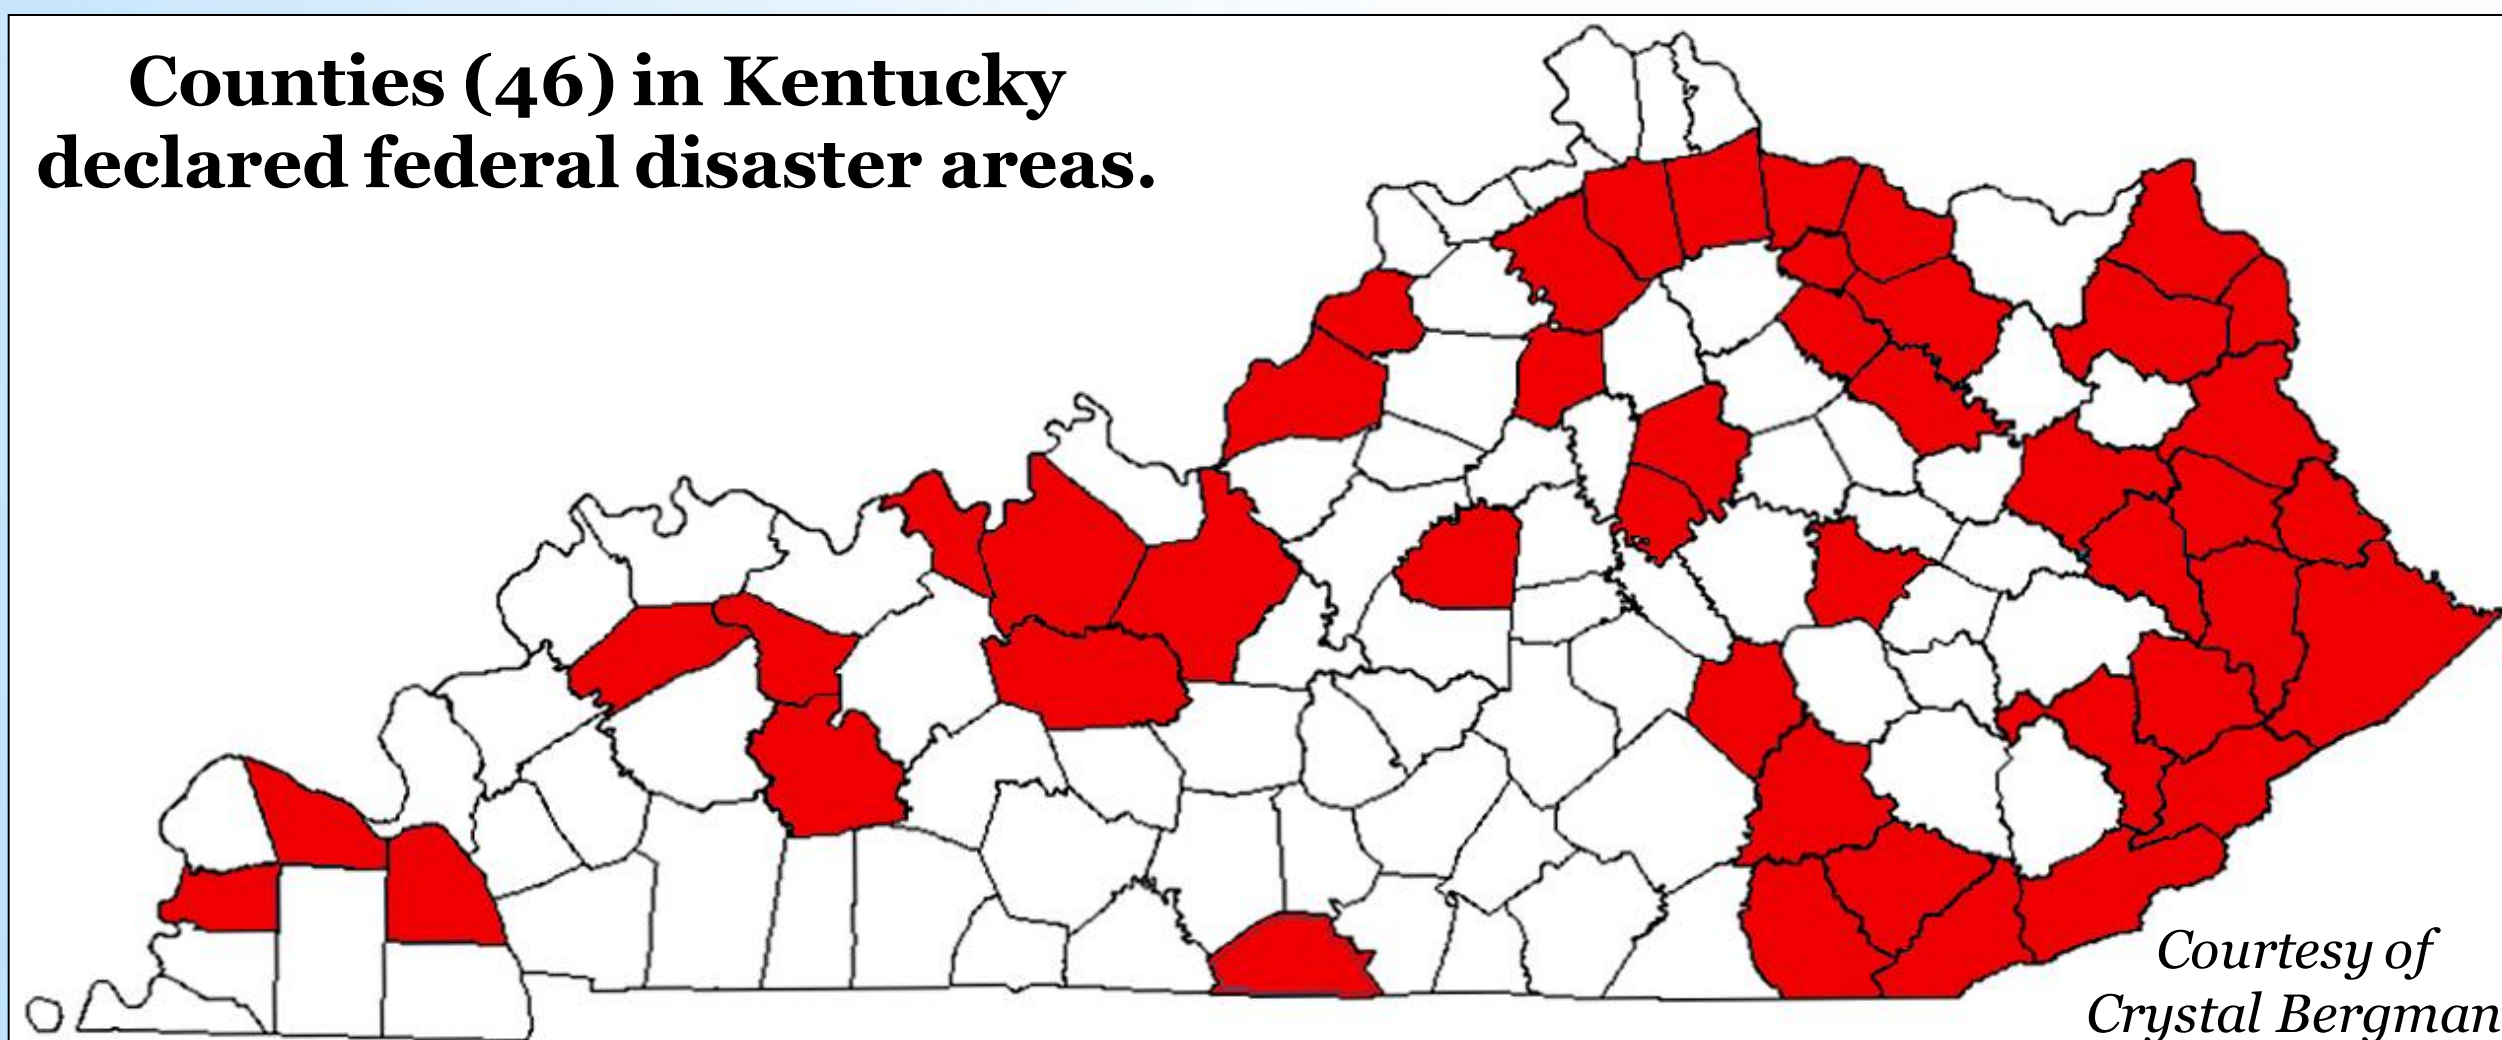 Counties (46) in Kentucky
declared federal disaster areas.
Courtesy of
Crystal Bergman